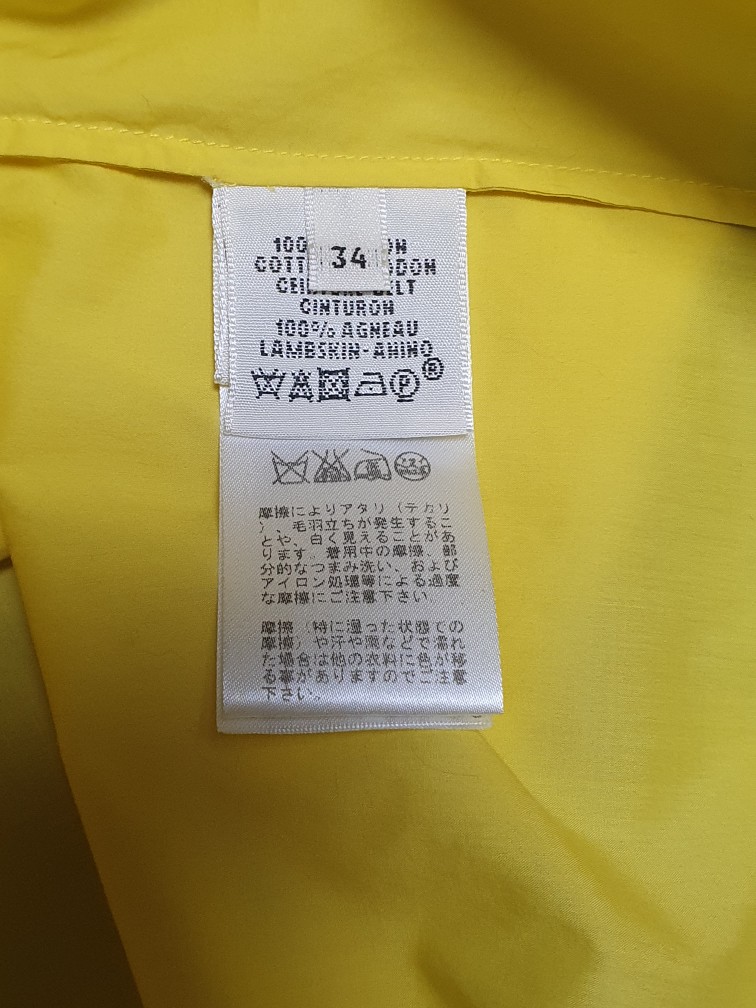 34
100
COTT
CEINTURE BELT
CINTURON
100% AGNEAU
LAMBSKIN-AHINO
P ®
摩擦によりアタリ（テカリ
）、毛羽立ちが発生するこ
とや、白く見えることがあ
ります。着用中の摩擦、部
分的なつまみ洗い、および
アイロン処理等による過度
な摩擦にご注意下さい。
摩擦（特に湿った状態での
摩擦）や汗や雨などで濡れ
た場合は他の衣料に色が移
る事がありますのでご注意
下さい。